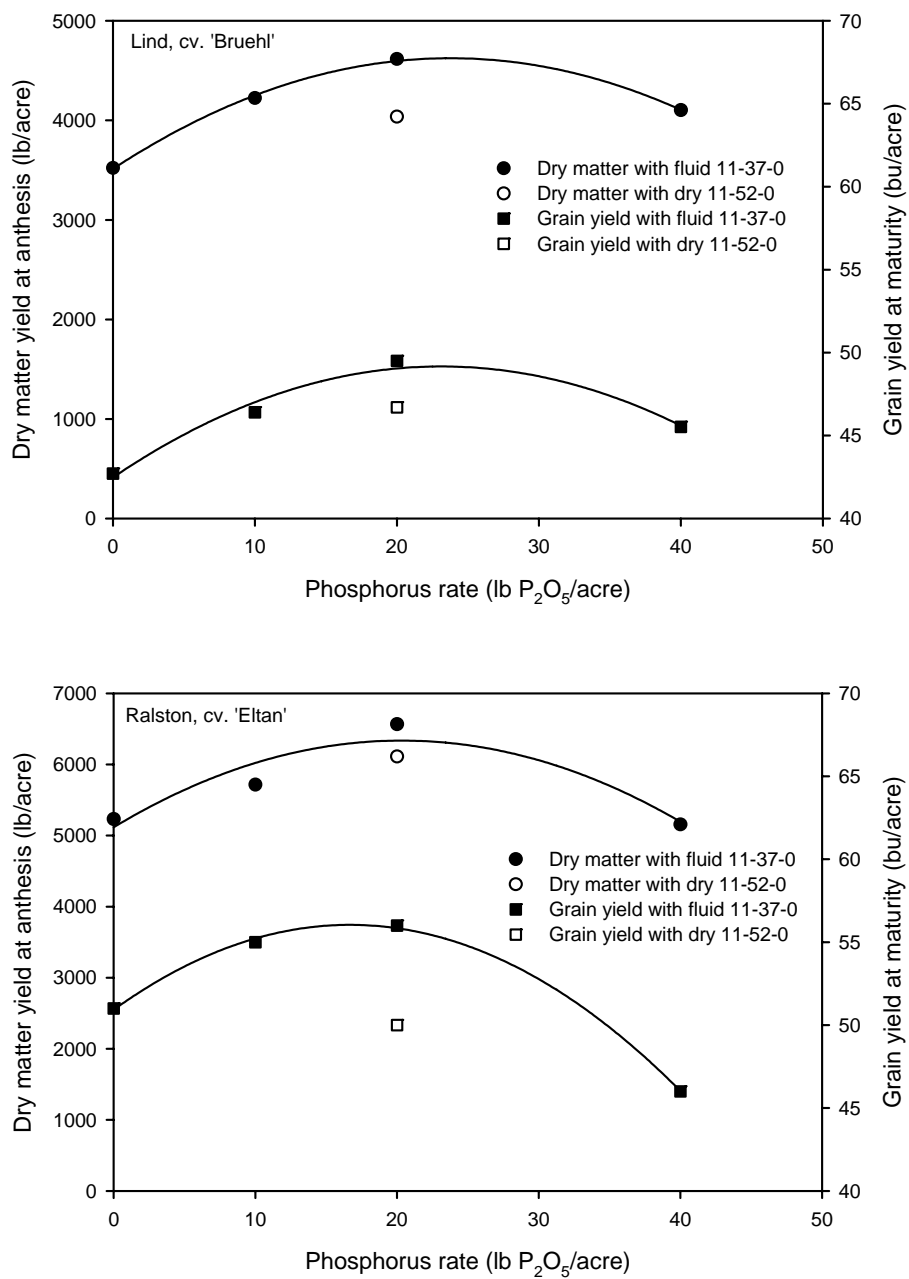 Lind, cv. 'Bruehl'
Dry matter yield at anthesis (lb/acre)
5000
4000
3000
2000
1000
0
Dry matter with fluid 11-37-0
Dry matter with dry 11-52-0
Grain yield with fluid 11-37-0
Grain yield with dry 11-52-0
70
65
60
55
50
45
40
Grain yield at maturity (bu/acre)
0 10 20 30 40 50
Phosphorus rate (lb P₂O₅/acre)
Ralston, cv. 'Eltan'
Dry matter yield at anthesis (lb/acre)
7000
6000
5000
4000
3000
2000
1000
0
Dry matter with fluid 11-37-0
Dry matter with dry 11-52-0
Grain yield with fluid 11-37-0
Grain yield with dry 11-52-0
70
65
60
55
50
45
40
Grain yield at maturity (bu/acre)
0 10 20 30 40 50
Phosphorus rate (lb P₂O₅/acre)